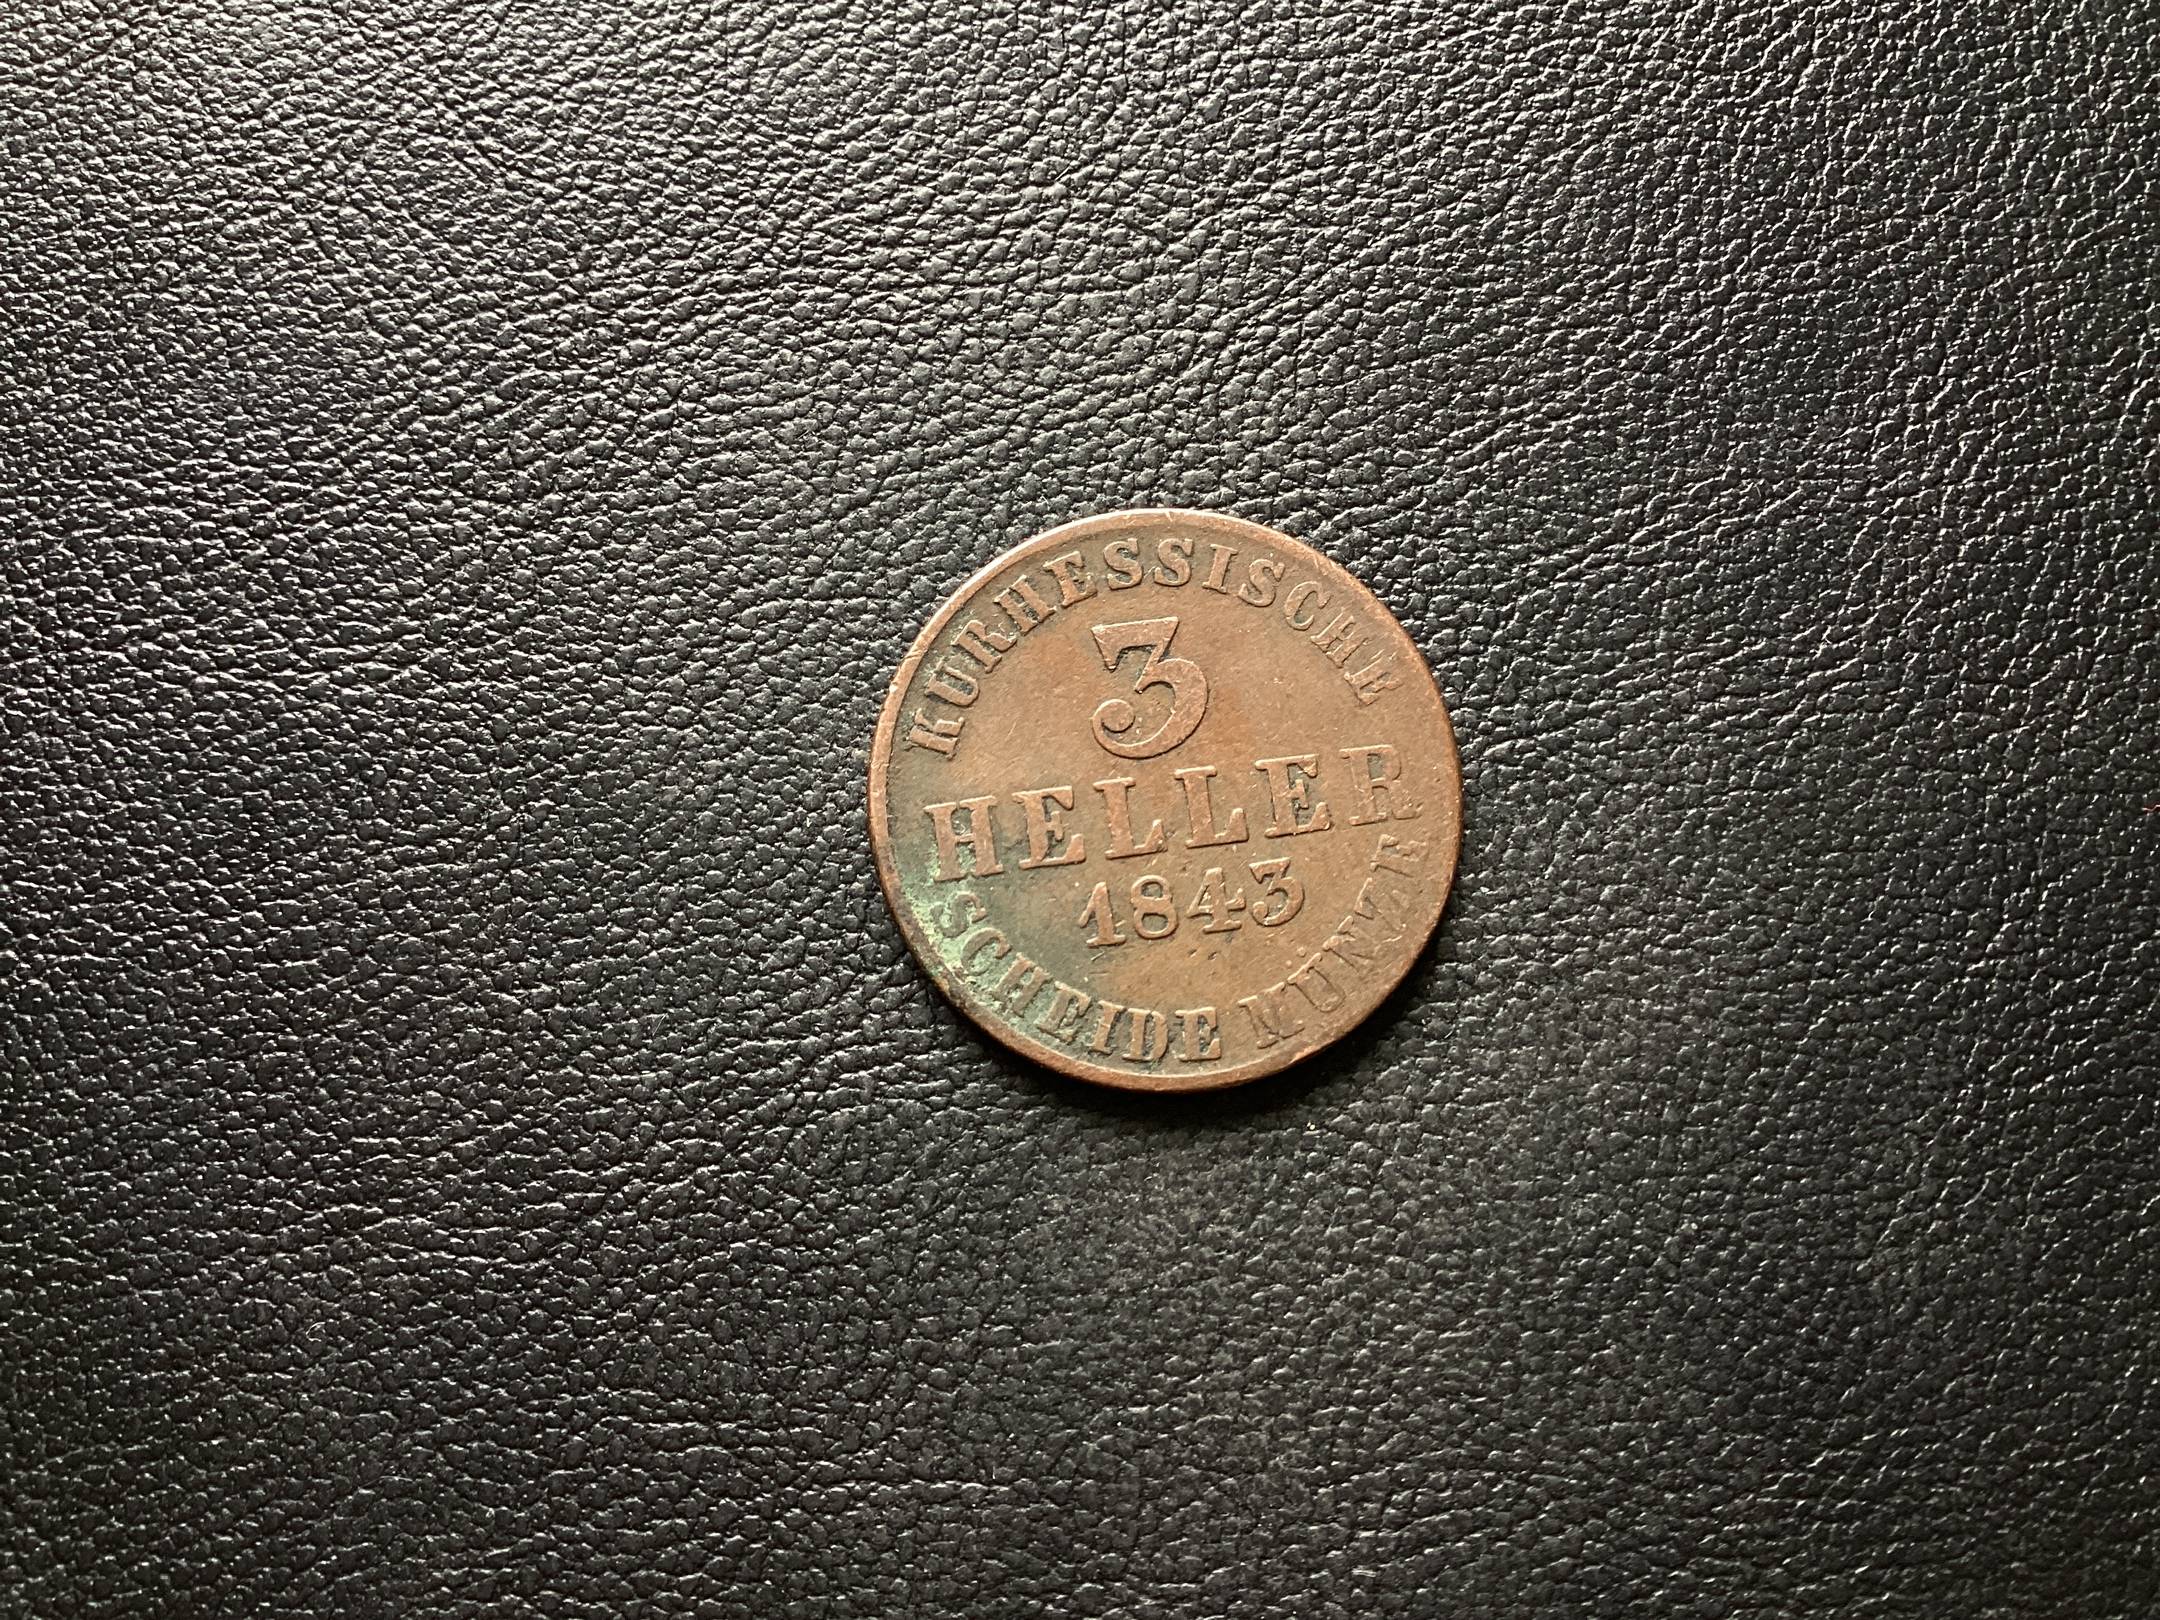 KURHESSISCHE
3
HELLER
1843
SCHEIDE MÜNZE